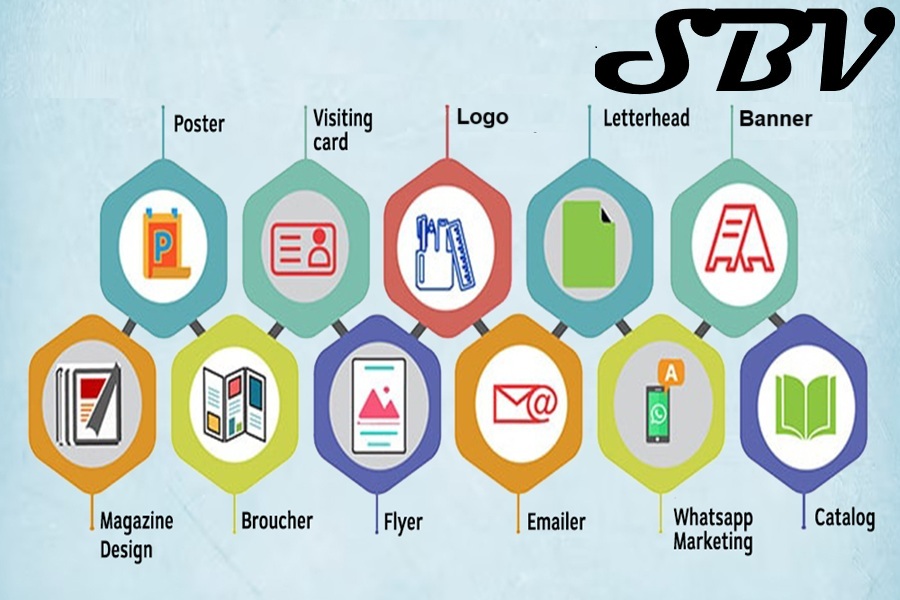 SBV
Poster
Visiting
card
Logo
Letterhead
Banner
P
A
Magazine
Design
Broucher
Flyer
Emailer
Whatsapp
Marketing
Catalog